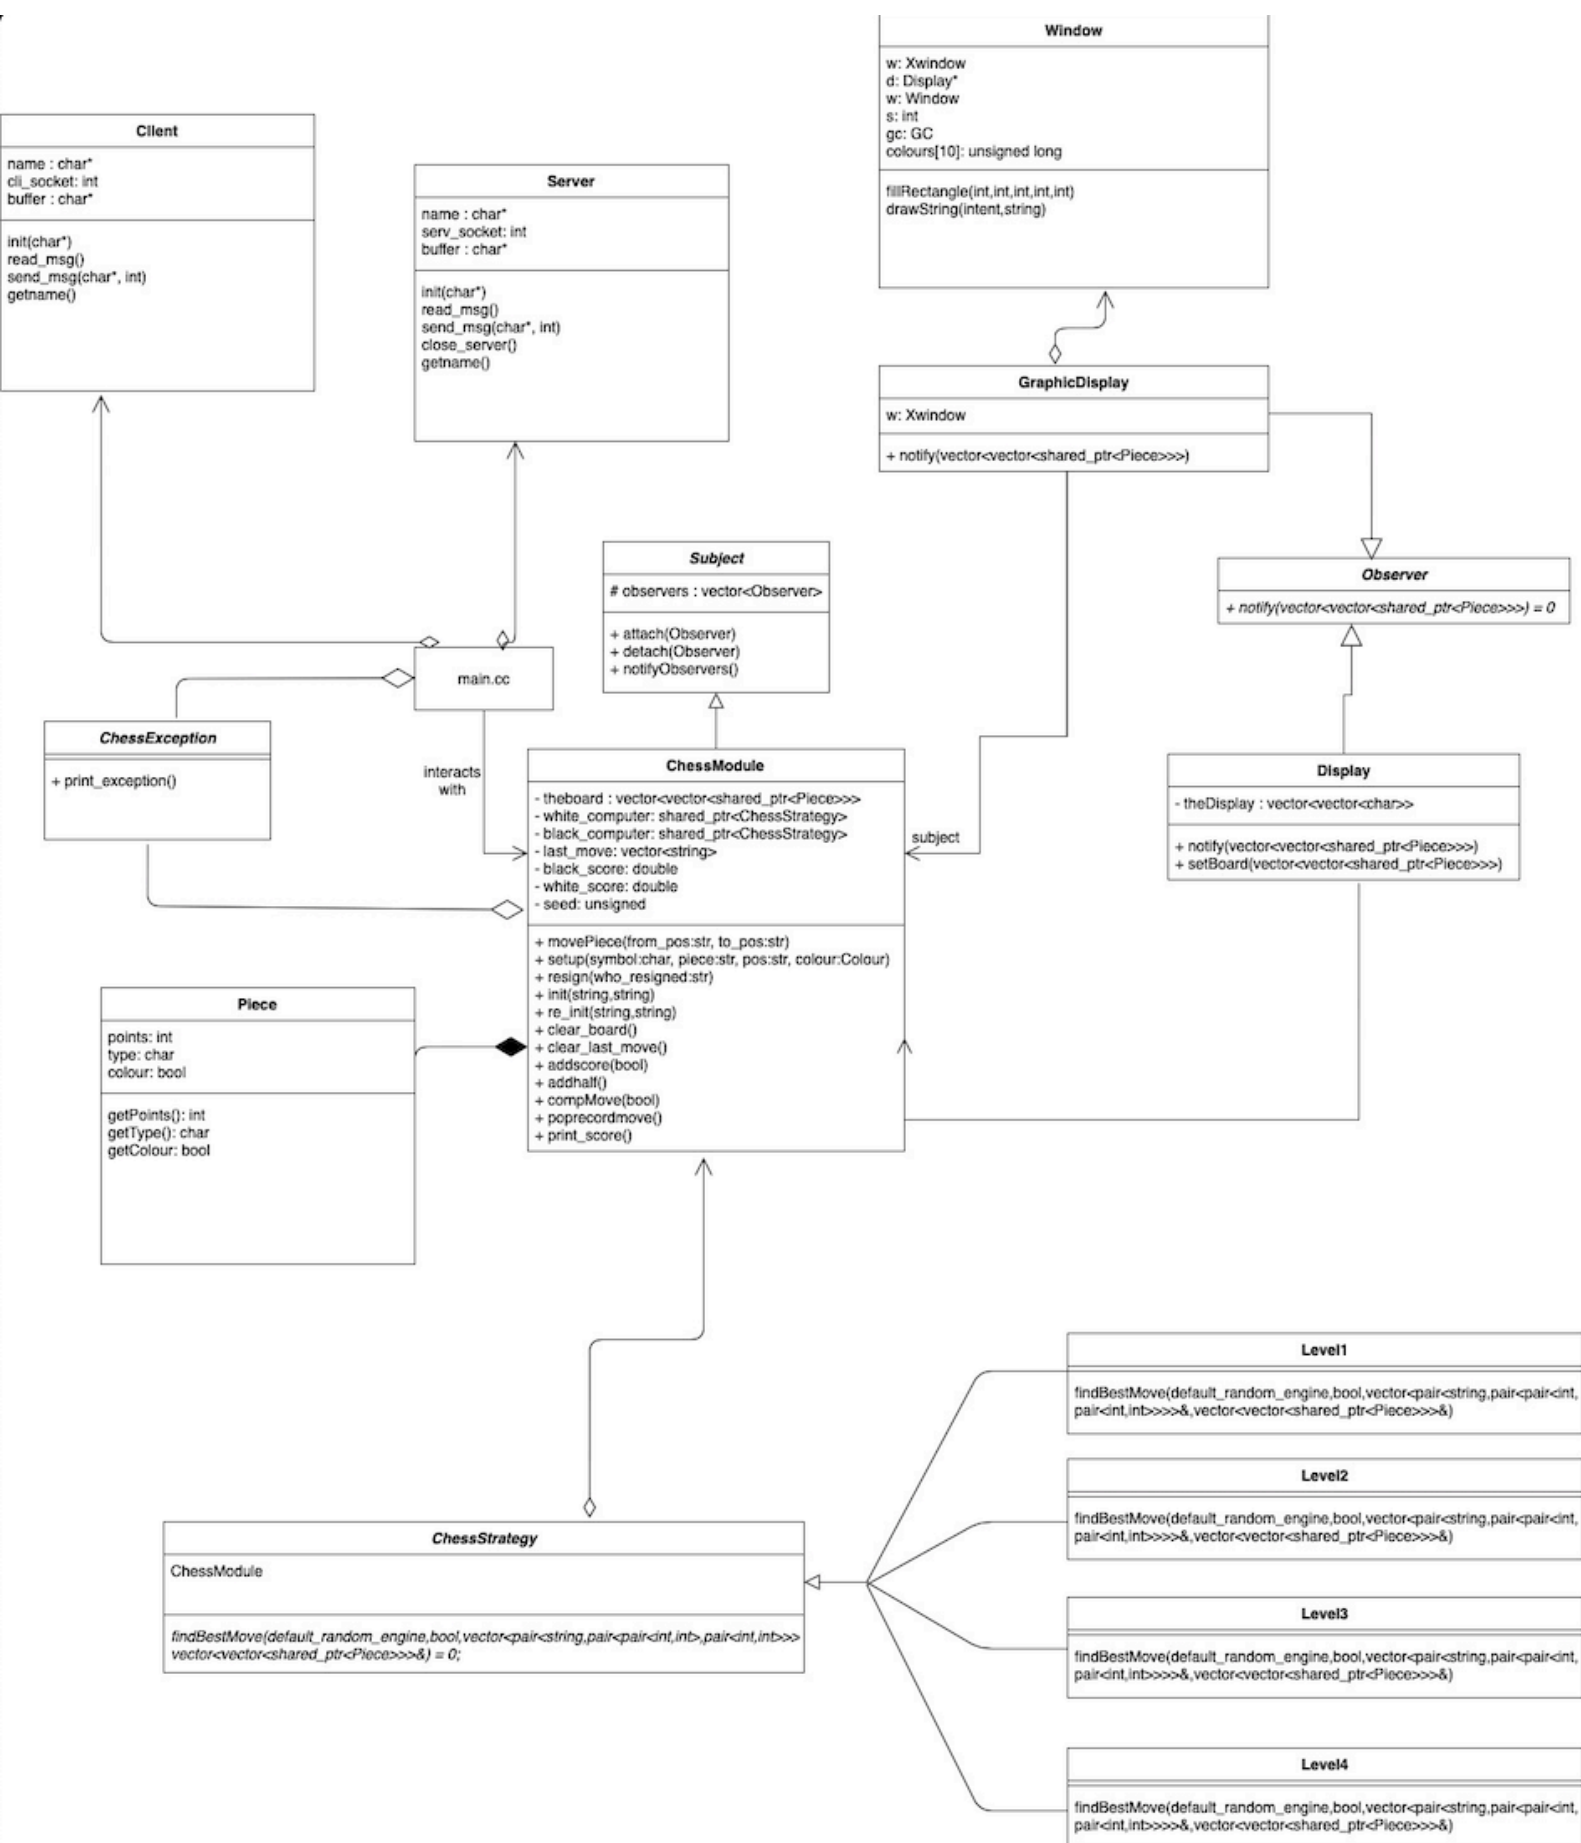 Window
w: Xwindow
d: Display*
w: Window
s: int
gc: GC
colours[10]: unsigned long
fillRectangle(int,int,int,int,int)
drawString(intent,string)
Client
name : char*
cli_socket: int
buffer : char*
init(char*)
read_msg()
send_msg(char*, int)
getname()
Server
name : char*
serv_socket: int
buffer : char*
init(char*)
read_msg()
send_msg(char*, int)
close_server()
getname()
GraphicDisplay
w: Xwindow
+ notify(vector<vector<shared_ptr<Piece>>>)
Subject
# observers : vector<Observer>
+ attach(Observer)
+ detach(Observer)
+ notifyObservers()
Observer
+ notify(vector<vector<shared_ptr<Piece>>>) = 0
main.cc
ChessException
+ print_exception()
interacts
with
ChessModule
- theboard : vector<vector<shared_ptr<Piece>>>
- white_computer: shared_ptr<ChessStrategy>
- black_computer: shared_ptr<ChessStrategy>
- last_move: vector<string>
- black_score: double
- white_score: double
- seed: unsigned
+ movePiece(from_pos:str, to_pos:str)
+ setup(symbol:char, piece:str, pos:str, colour:Colour)
+ resign(who_resigned:str)
+ init(string,string)
+ re_init(string,string)
+ clear_board()
+ clear_last_move()
+ addscore(bool)
+ addhalf()
+ compMove(bool)
+ poprecordmove()
+ print_score()
subject
Display
- theDisplay : vector<vector<char>>
+ notify(vector<vector<shared_ptr<Piece>>>)
+ setBoard(vector<vector<shared_ptr<Piece>>>)
Piece
points: int
type: char
colour: bool
getPoints(): int
getType(): char
getColour: bool
ChessStrategy
ChessModule
findBestMove(default_random_engine,bool,vector<pair<string,pair<pair<int,int>,pair<int,int>>>
vector<vector<shared_ptr<Piece>>>&) = 0;
Level1
findBestMove(default_random_engine,bool,vector<pair<string,pair<pair<int,
pair<int,int>>>>&,vector<vector<shared_ptr<Piece>>>&)
Level2
findBestMove(default_random_engine,bool,vector<pair<string,pair<pair<int,
pair<int,int>>>>&,vector<vector<shared_ptr<Piece>>>&)
Level3
findBestMove(default_random_engine,bool,vector<pair<string,pair<pair<int,
pair<int,int>>>>&,vector<vector<shared_ptr<Piece>>>&)
Level4
findBestMove(default_random_engine,bool,vector<pair<string,pair<pair<int,
pair<int,int>>>>&,vector<vector<shared_ptr<Piece>>>&)